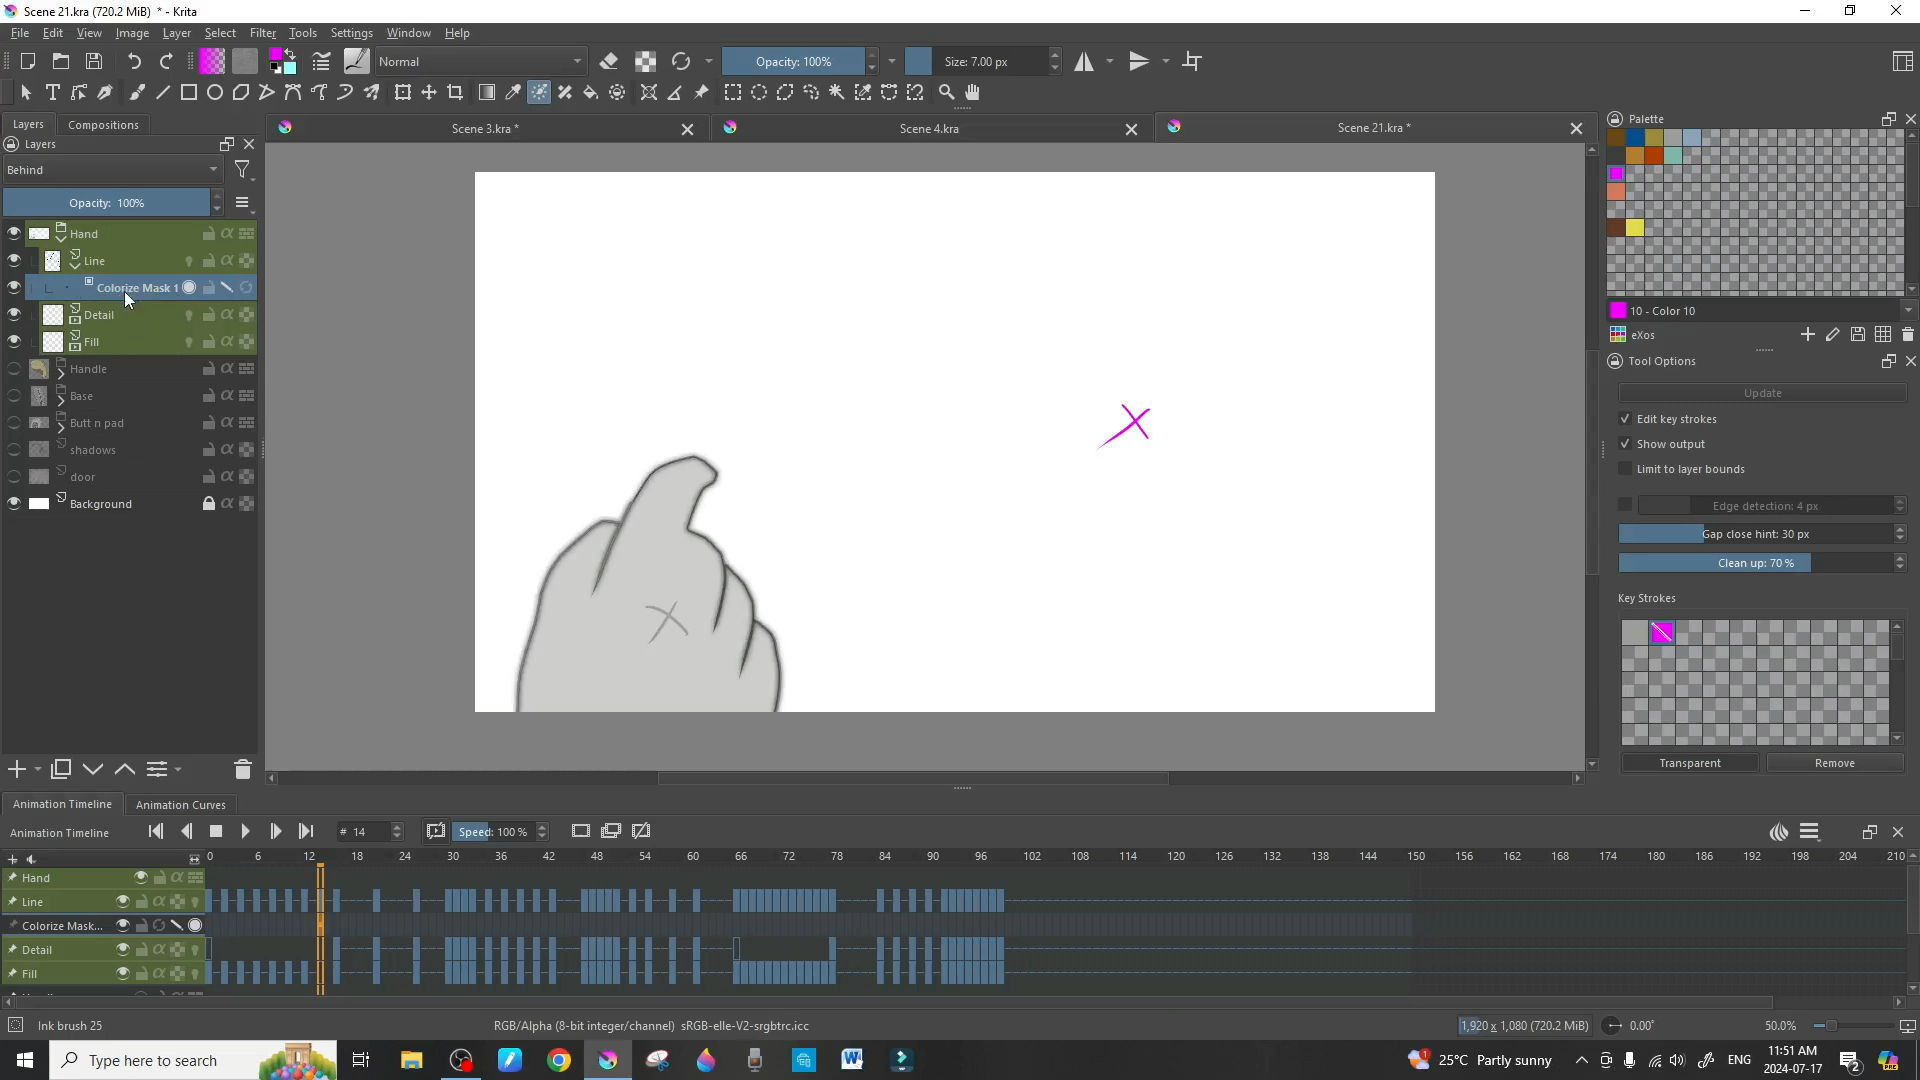 Scene 21.kra (720.2 MiB) * - Krita
File Edit View Image Layer Select Filter Tools Settings Window Help
Normal
Opacity: 100%
Size: 7.00 px
Layers Compositions
Scene 3.kra * Scene 4.kra Scene 21.kra *
Layers
Behind
Opacity: 100%
Hand
Line
Colorize Mask 1
Detail
Fill
Handle
Base
Butt n pad
shadows
door
Background
Palette
10 - Color 10
eXos
Tool Options
Update
Edit key strokes
Show output
Limit to layer bounds
Edge detection: 4 px
Gap close hint: 30 px
Clean up: 70 %
Key Strokes
Transparent Remove
Animation Timeline Animation Curves
Animation Timeline
# 14
Speed: 100 %
0 6 12 18 24 30 36 42 48 54 60 66 72 78 84 90 96 102 108 114 120 126 132 138 144 150 156 162 168 174 180 186 192 198 204 210
Hand
Line
Colorize Mask...
Detail
Fill
Ink brush 25
RGB/Alpha (8-bit integer/channel) sRGB-elle-V2-srgbtrc.icc
1,920 x 1,080 (720.2 MiB)
0.00°
50.0%
Type here to search
25°C Partly sunny
ENG
11:51 AM
2024-07-17
2